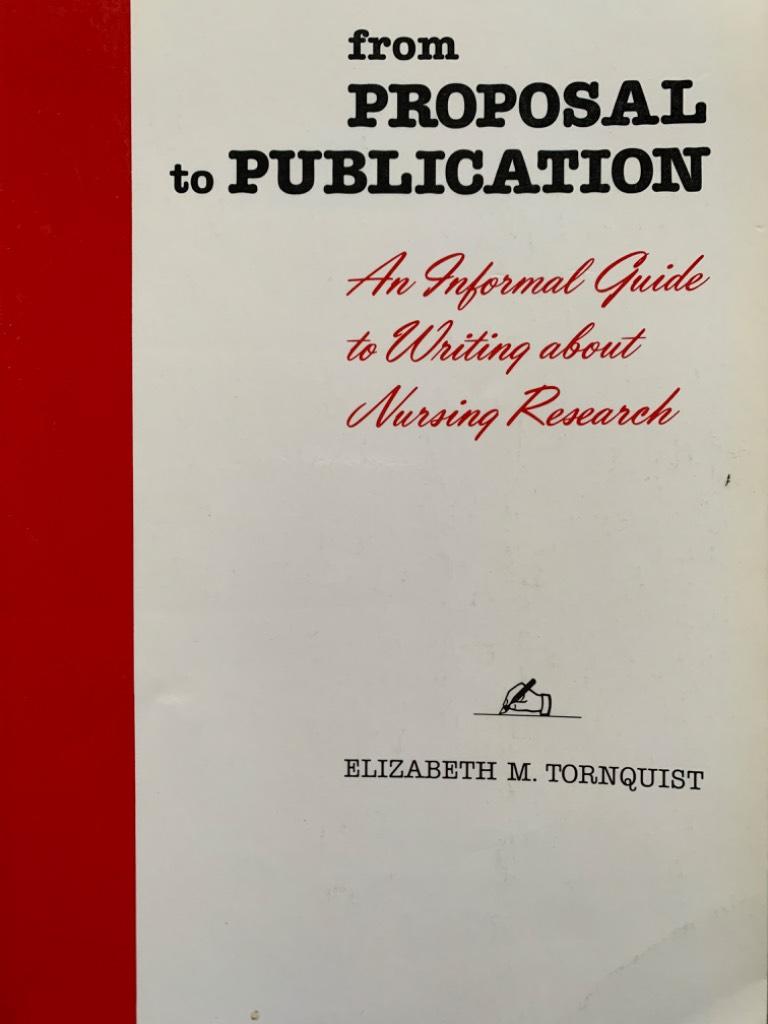 from
PROPOSAL
to PUBLICATION
An Informal Guide
to Writing about
Nursing Research
ELIZABETH M. TORNQUIST